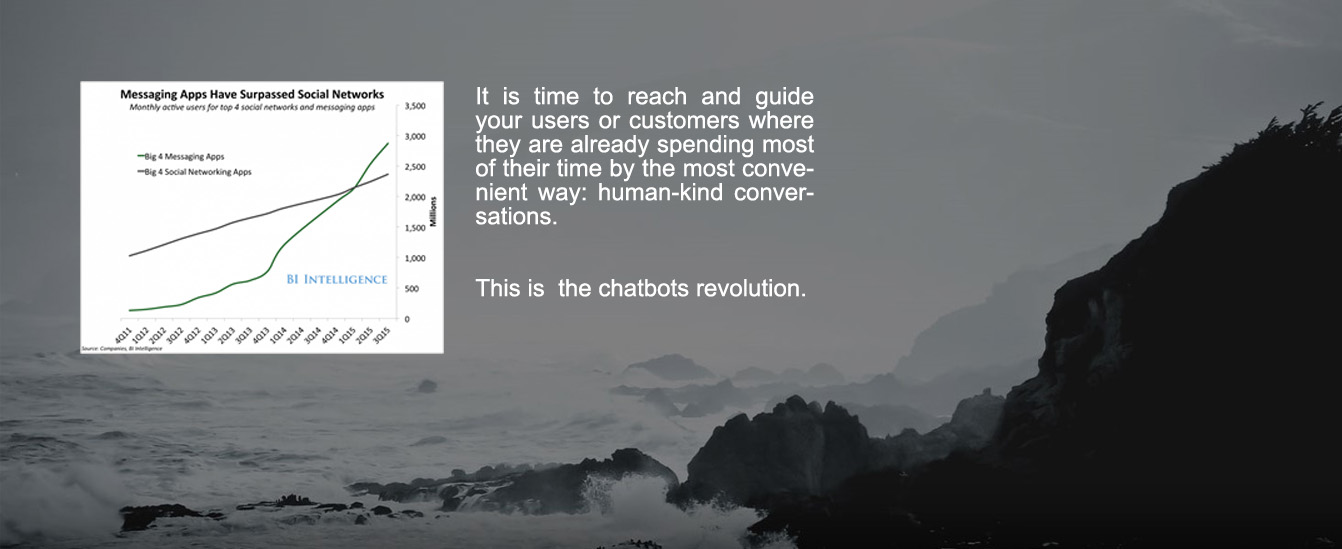 Messaging Apps Have Surpassed Social Networks
Monthly active users for top 4 social networks and messaging apps
3,500
3,000
2,500
2,000
1,500
1,000
500
0
Millions
Big 4 Messaging Apps
Big 4 Social Networking Apps
BI INTELLIGENCE
4Q11
1Q12
2Q12
3Q12
4Q12
1Q13
2Q13
3Q13
4Q13
1Q14
2Q14
3Q14
4Q14
1Q15
2Q15
3Q15
Source: Companies, BI Intelligence
It is time to reach and guide
your users or customers where
they are already spending most
of their time by the most conve-
nient way: human-kind conver-
sations.
This is  the chatbots revolution.